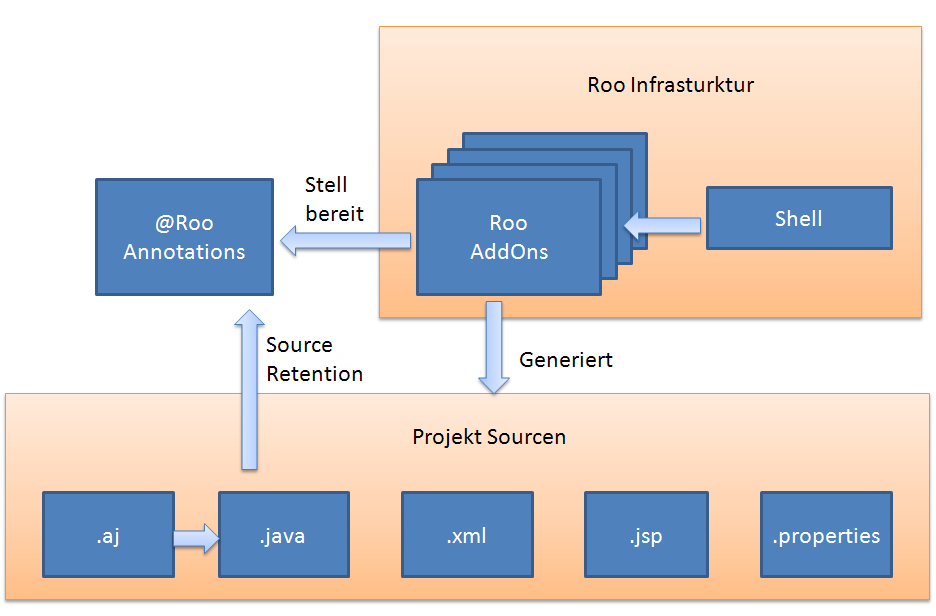 Roo Infrasturktur
Stell
bereit
@Roo
Annotations
Roo
AddOns
Shell
Source
Retention
Generiert
Projekt Sourcen
.aj
.java
.xml
.jsp
.properties